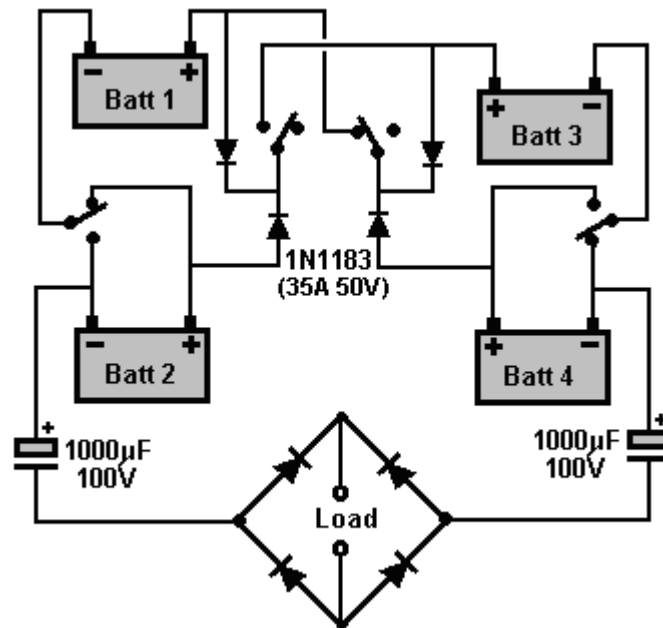 - +
Batt 1
+ -
Batt 3
1N1183
(35A 50V)
- +
Batt 2
+ -
Batt 4
+
1000µF
100V
+
1000µF
100V
Load